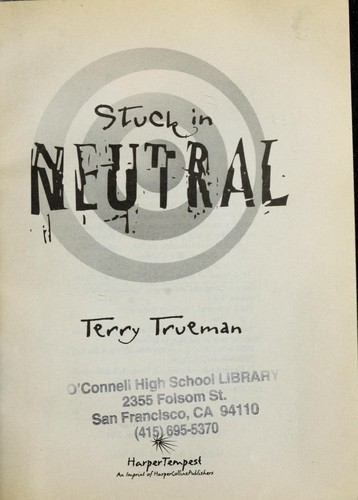 Stuck in
NEUTRAL
Terry Trueman
O'Connell High School LIBRARY
2355 Folsom St.
San Francisco, CA 94110
(415) 695-5370
HarperTempest
An Imprint of HarperCollinsPublishers